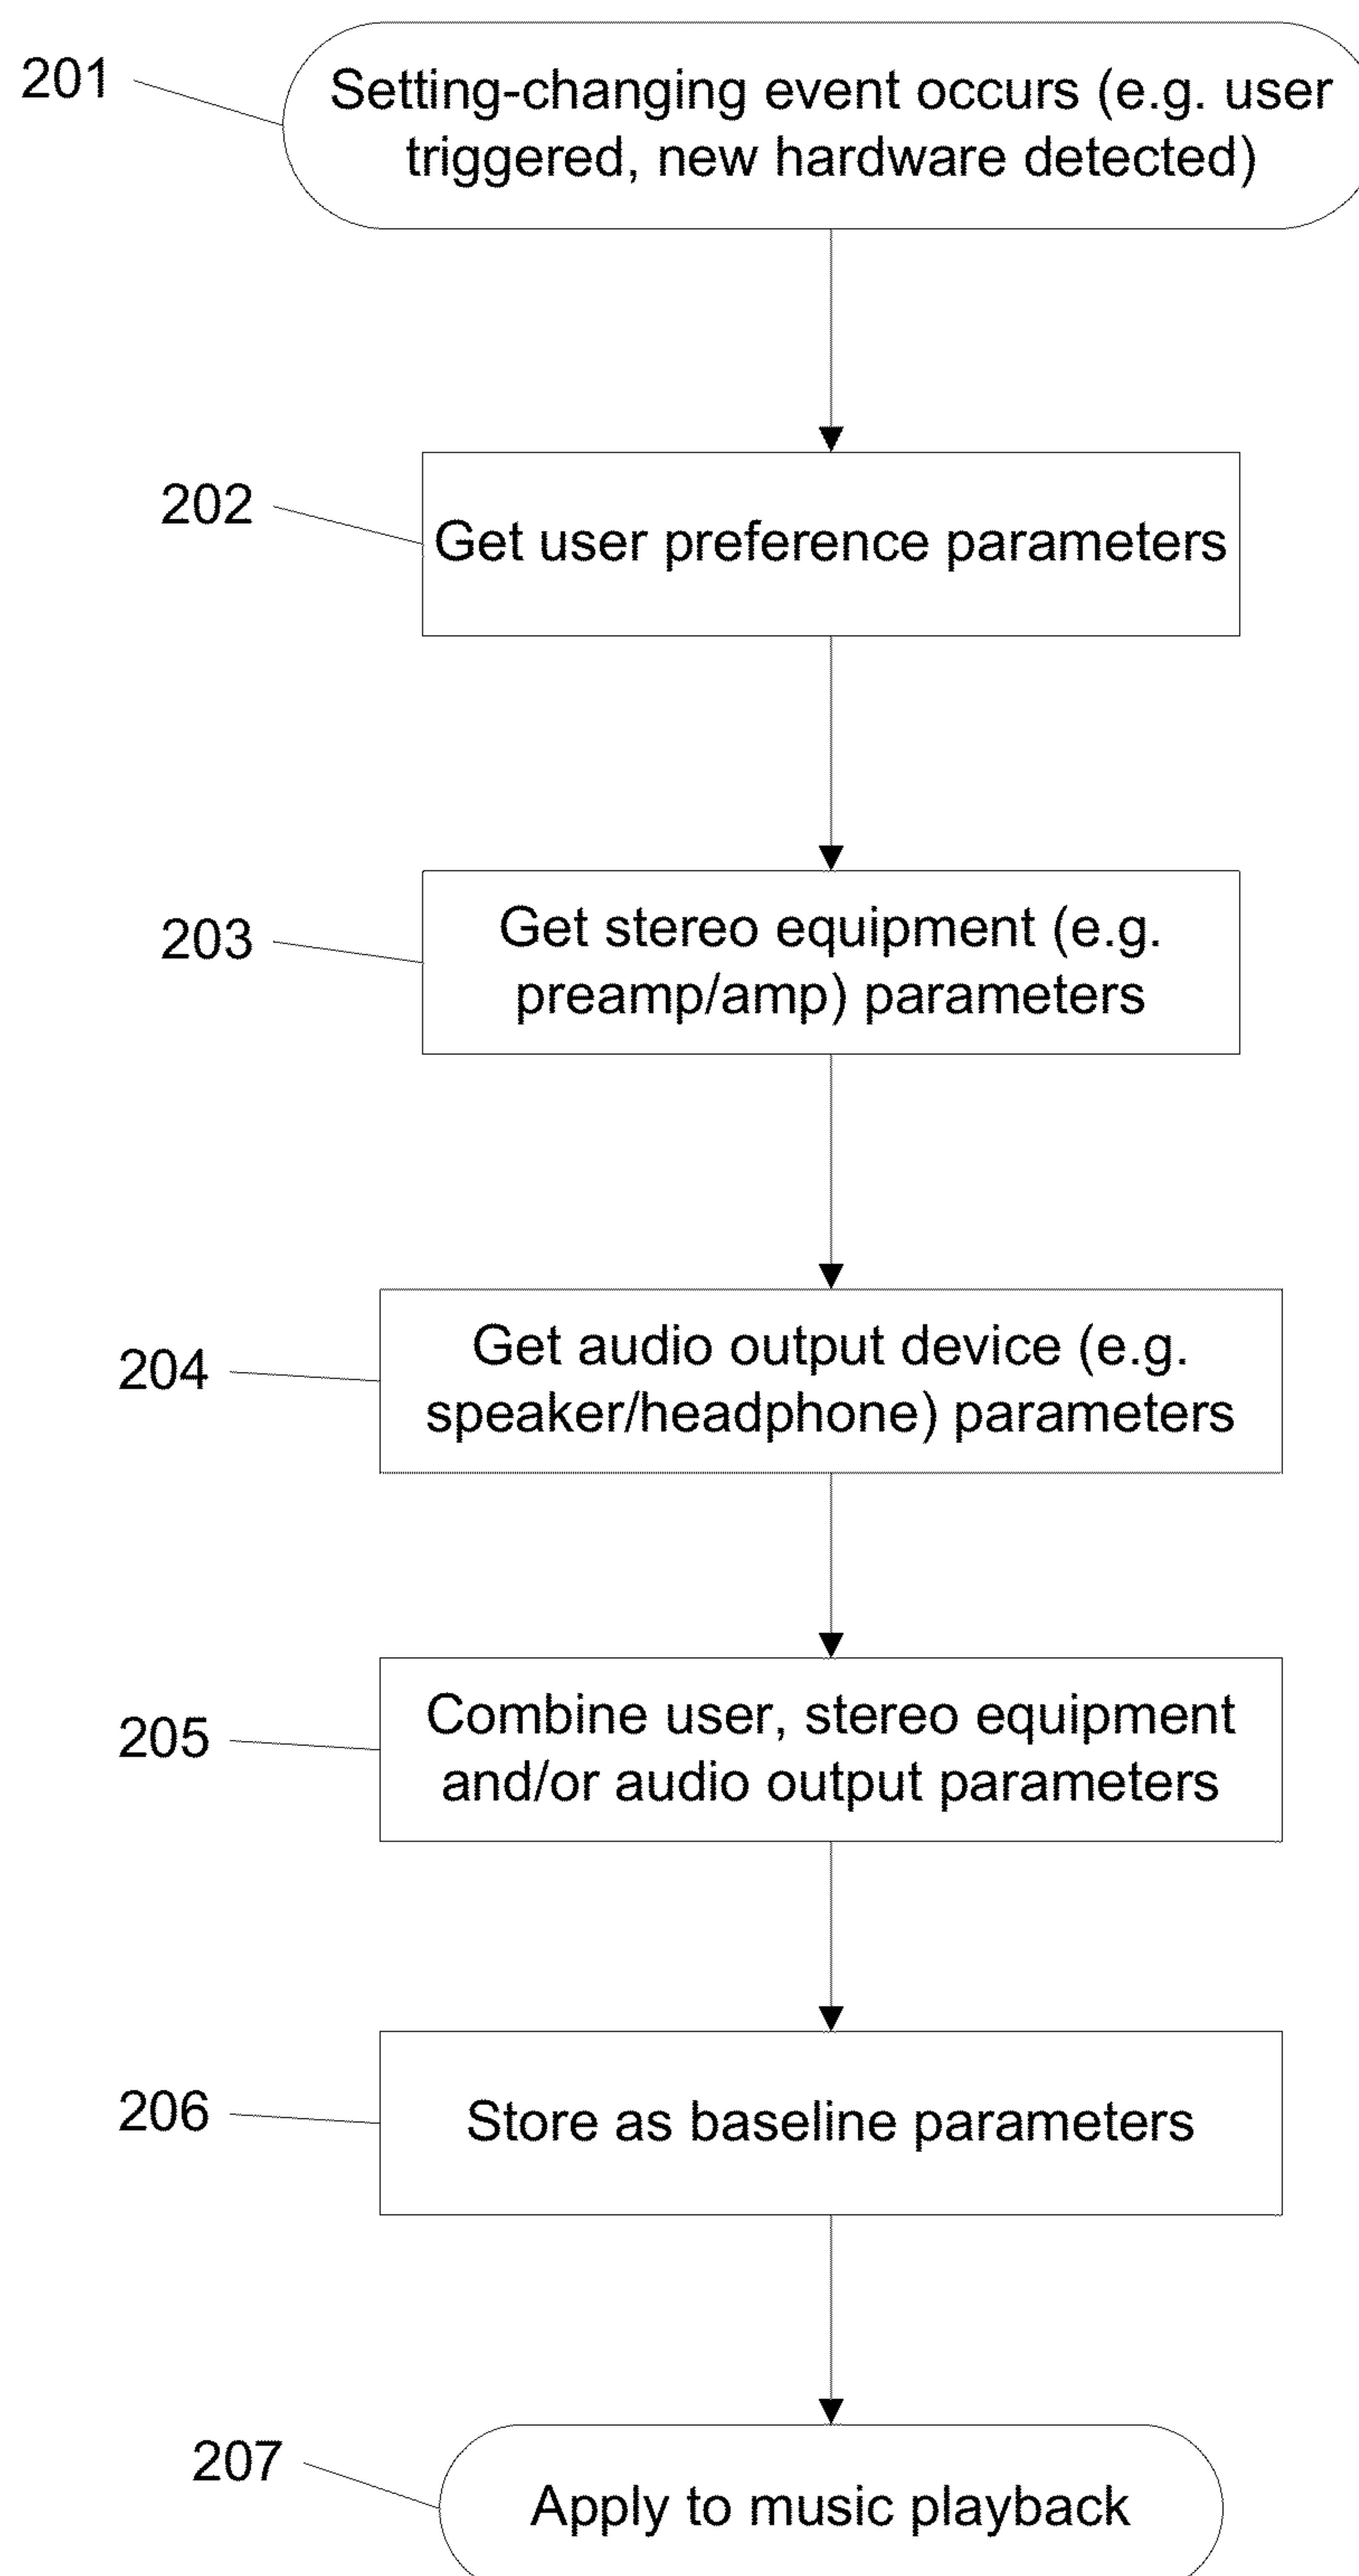 201
Setting-changing event occurs (e.g. user
triggered, new hardware detected)
202
Get user preference parameters
203
Get stereo equipment (e.g.
preamp/amp) parameters
204
Get audio output device (e.g.
speaker/headphone) parameters
205
Combine user, stereo equipment
and/or audio output parameters
206
Store as baseline parameters
207
Apply to music playback